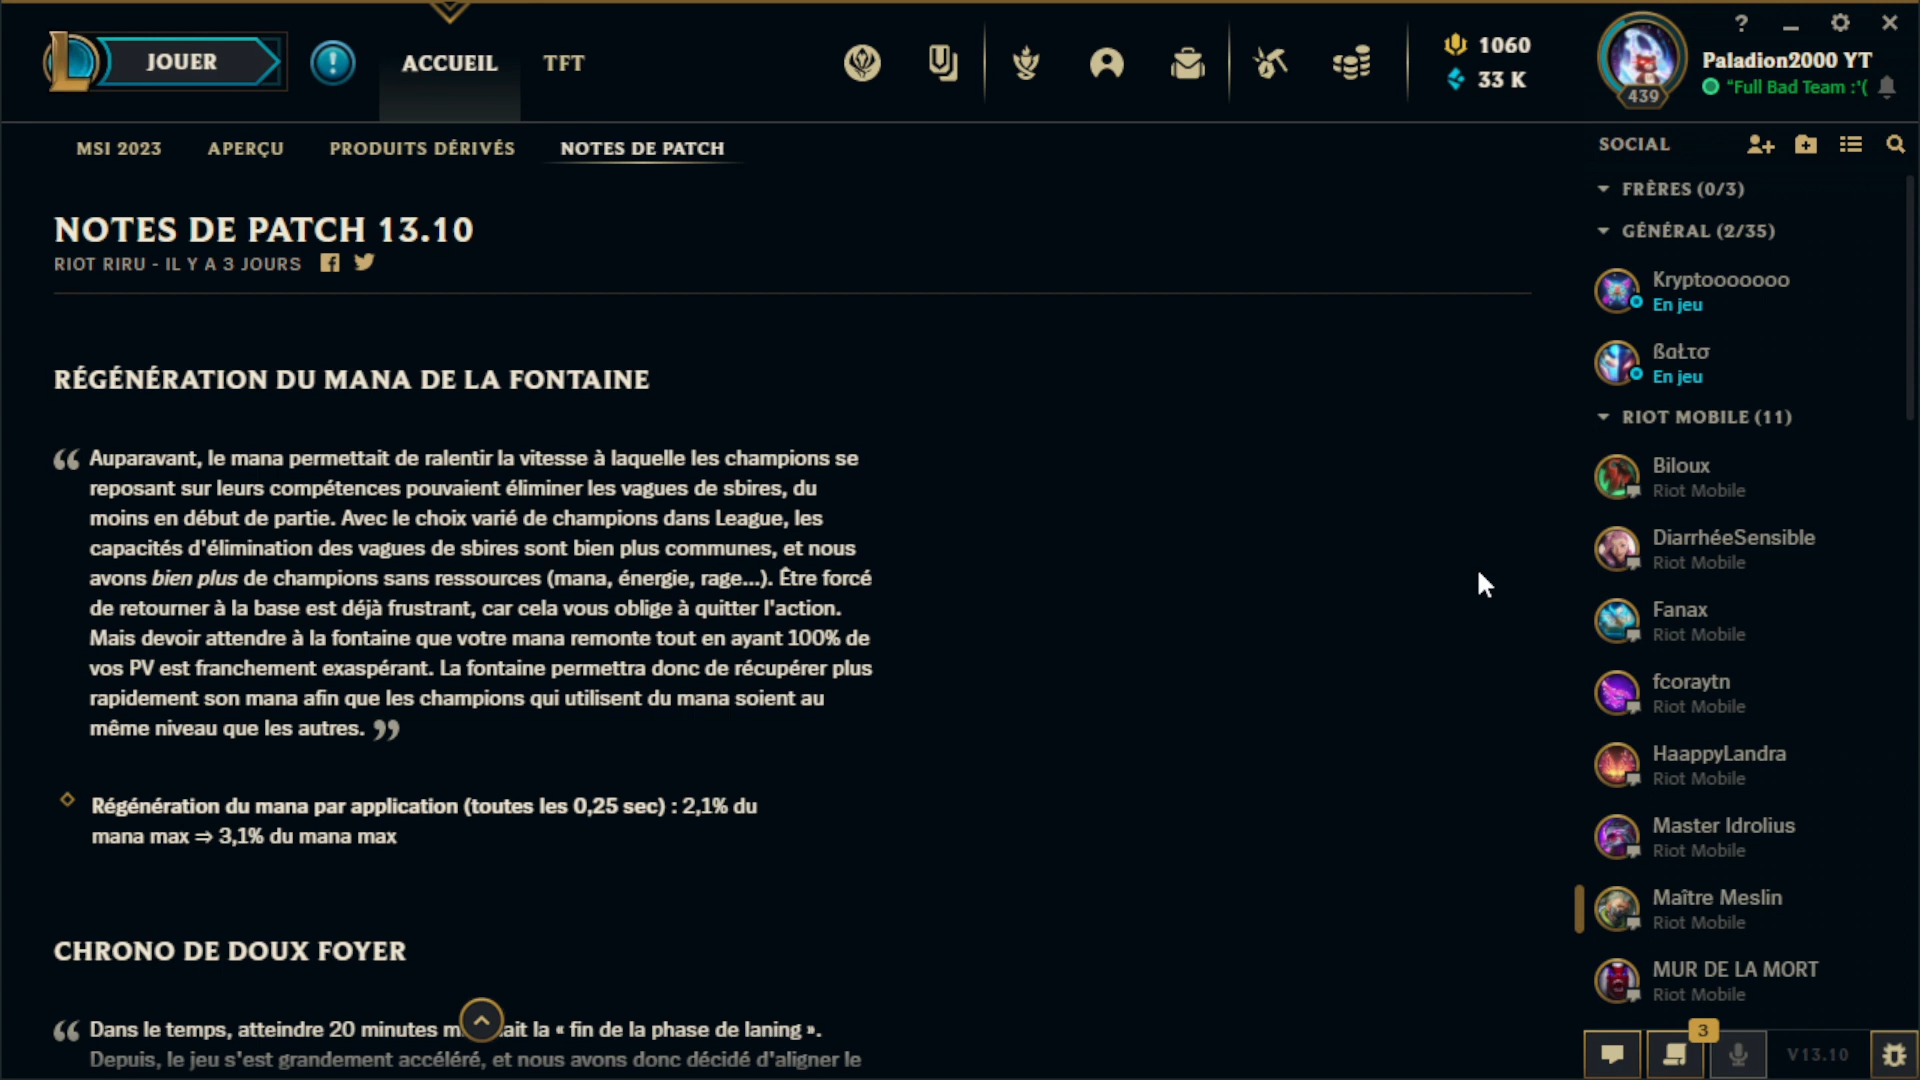 JOUER
ACCUEIL
TFT
1060
33 K
439
?
Paladion2000 YT
"Full Bad Team :'(
MSI 2023
APERÇU
PRODUITS DÉRIVÉS
NOTES DE PATCH
NOTES DE PATCH 13.10
RIOT RIRU - IL Y A 3 JOURS
RÉGÉNÉRATION DU MANA DE LA FONTAINE
“ Auparavant, le mana permettait de ralentir la vitesse à laquelle les champions se
reposant sur leurs compétences pouvaient éliminer les vagues de sbires, du
moins en début de partie. Avec le choix varié de champions dans League, les
capacités d'élimination des vagues de sbires sont bien plus communes, et nous
avons bien plus de champions sans ressources (mana, énergie, rage...). Être forcé
de retourner à la base est déjà frustrant, car cela vous oblige à quitter l'action.
Mais devoir attendre à la fontaine que votre mana remonte tout en ayant 100% de
vos PV est franchement exaspérant. La fontaine permettra donc de récupérer plus
rapidement son mana afin que les champions qui utilisent du mana soient au
même niveau que les autres. ”
Régénération du mana par application (toutes les 0,25 sec) : 2,1% du
mana max ⇒ 3,1% du mana max
CHRONO DE DOUX FOYER
“ Dans le temps, atteindre 20 minutes ait la « fin de la phase de laning ».
Depuis, le jeu s'est grandement accéléré, et nous avons donc décidé d'aligner le
SOCIAL
FRÈRES (0/3)
GÉNÉRAL (2/35)
Kryptooooooo
En jeu
ßαŁτσ
En jeu
RIOT MOBILE (11)
Biloux
Riot Mobile
DiarrhéeSensible
Riot Mobile
Fanax
Riot Mobile
fcoraytn
Riot Mobile
HaappyLandra
Riot Mobile
Master Idrolius
Riot Mobile
Maître Meslin
Riot Mobile
MUR DE LA MORT
Riot Mobile
3
V13.10